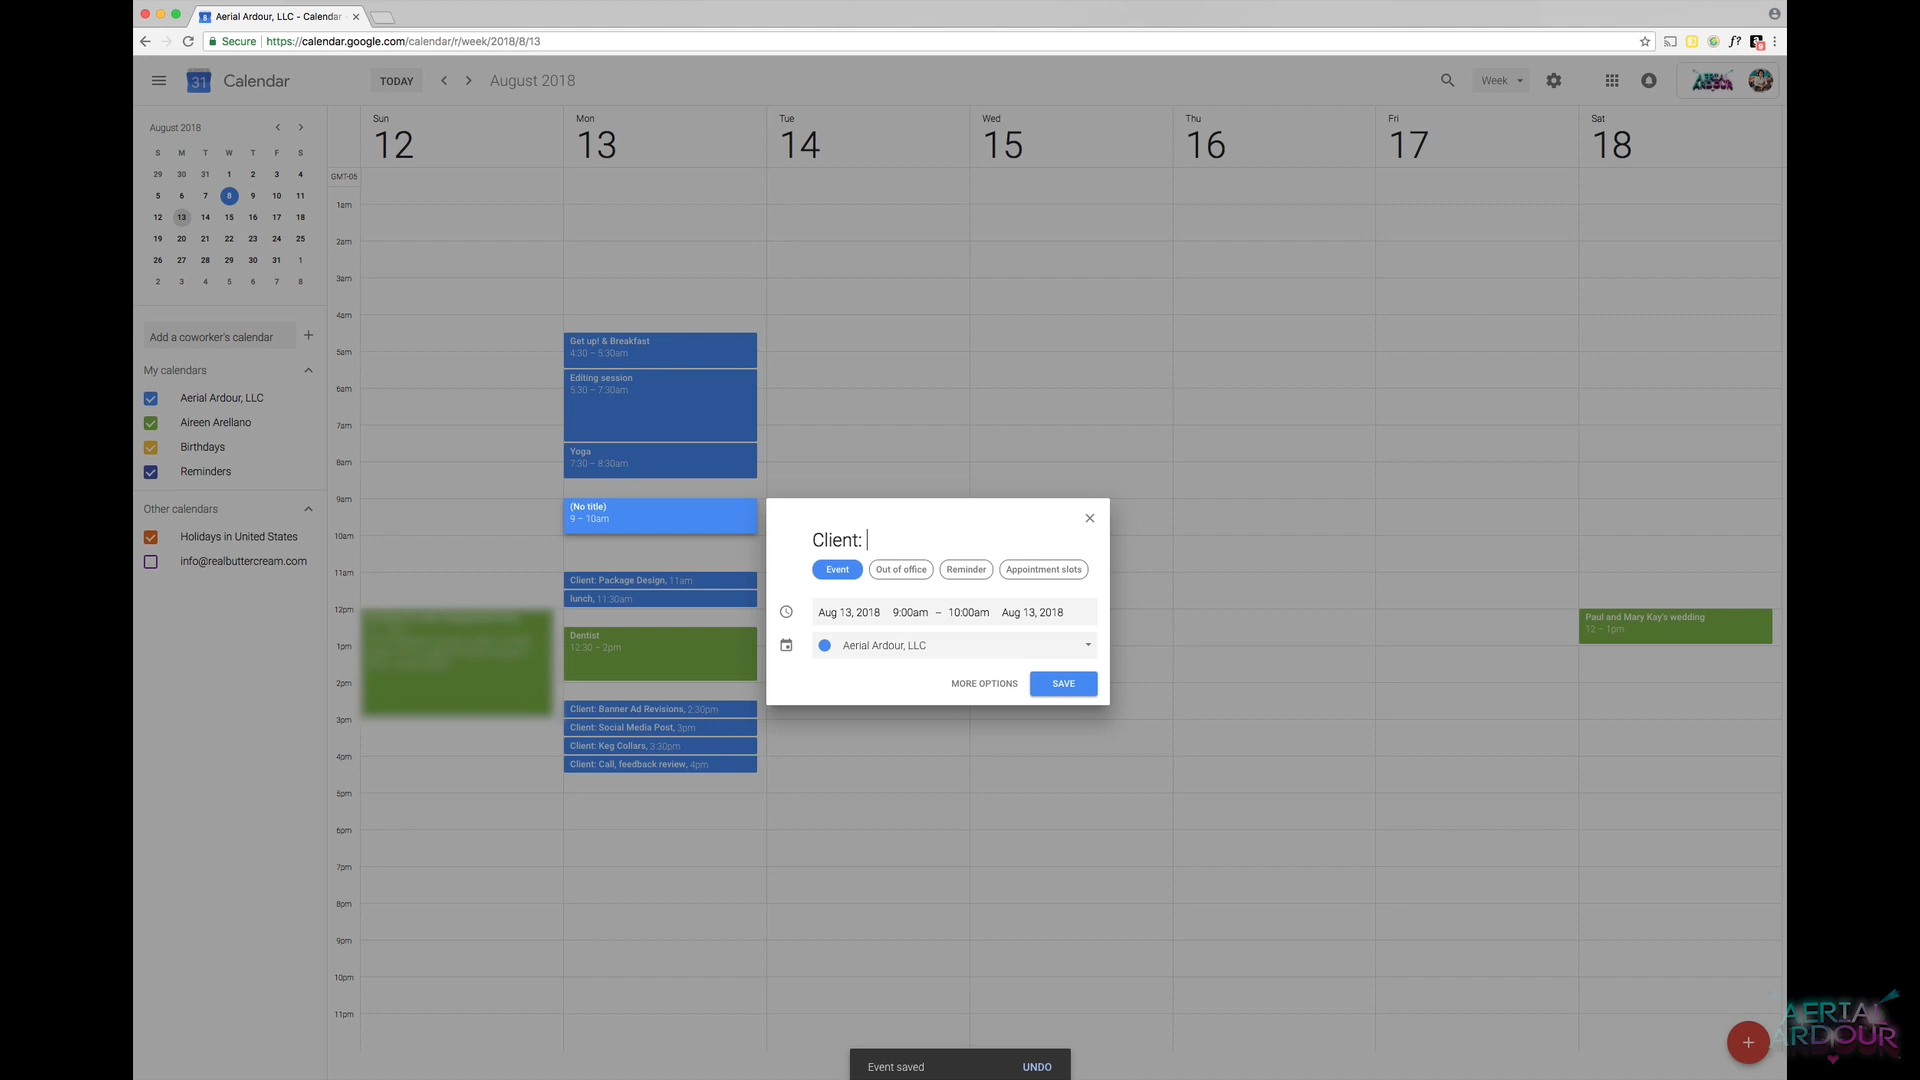 Aerial Ardour, LLC - Calendar
Secure https://calendar.google.com/calendar/r/week/2018/8/13
31 Calendar TODAY August 2018 Week AERIAL ARDOUR
August 2018
S M T W T F S
29 30 31 1 2 3 4
5 6 7 8 9 10 11
12 13 14 15 16 17 18
19 20 21 22 23 24 25
26 27 28 29 30 31 1
2 3 4 5 6 7 8
Add a coworker's calendar
My calendars
Aerial Ardour, LLC
Aireen Arellano
Birthdays
Reminders
Other calendars
Holidays in United States
info@realbuttercream.com
Sun Mon Tue Wed Thu Fri Sat
12 13 14 15 16 17 18
GMT-05
1am
2am
3am
4am
5am
6am
7am
8am
9am
10am
11am
12pm
1pm
2pm
3pm
4pm
5pm
6pm
7pm
8pm
9pm
10pm
11pm
Get up! & Breakfast
4:30 – 5:30am
Editing session
5:30 – 7:30am
Yoga
7:30 – 8:30am
(No title)
9 – 10am
Client: Package Design, 11am
lunch, 11:30am
Dentist
12:30 – 2pm
Client: Banner Ad Revisions, 2:30pm
Client: Social Media Post, 3pm
Client: Keg Collars, 3:30pm
Client: Call, feedback review, 4pm
Client:
Event Out of office Reminder Appointment slots
Aug 13, 2018 9:00am – 10:00am Aug 13, 2018
Aerial Ardour, LLC
MORE OPTIONS SAVE
Paul and Mary Kay's wedding
12 – 1pm
Event saved UNDO
AERIAL
ARDOUR